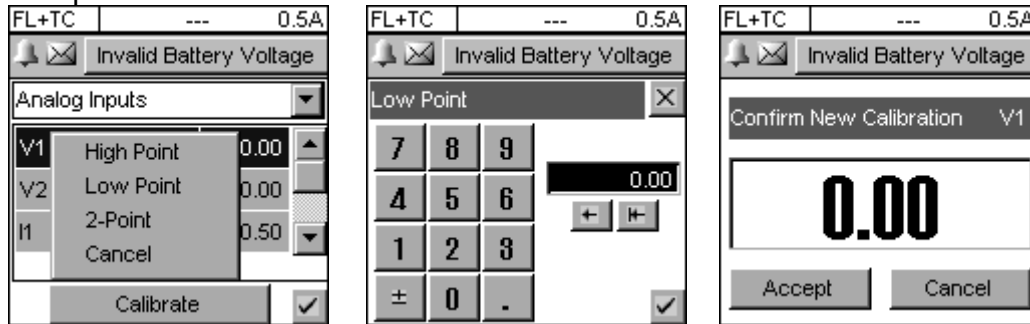 FL+TC --- 0.5A
Invalid Battery Voltage
Analog Inputs
V1 0.00
V2 0.00
I1 0.50
High Point
Low Point
2-Point
Cancel
Calibrate
FL+TC --- 0.5A
Invalid Battery Voltage
Low Point
7 8 9
0.00
4 5 6
1 2 3
± 0 .
FL+TC --- 0.5A
Invalid Battery Voltage
Confirm New Calibration V1
0.00
Accept Cancel